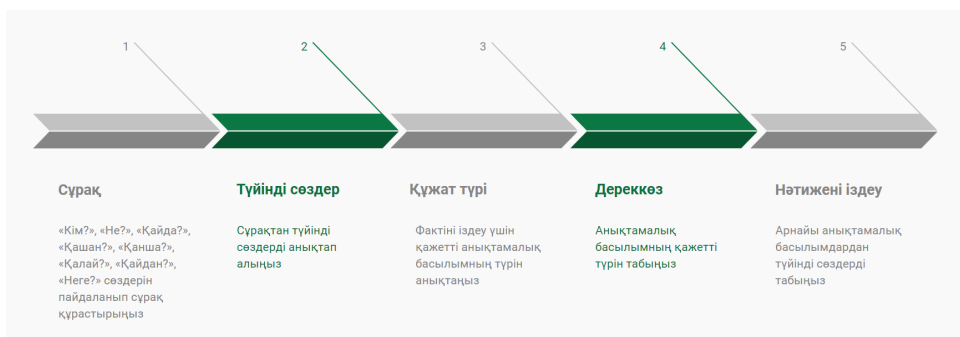 1
2
3
4
5
Сұрақ
«Кім?», «Не?», «Қайда?»,
«Қашан?», «Қанша?»,
«Қалай?», «Қайдан?»,
«Неге?» сөздерін
пайдаланып сұрақ
құрастырыңыз
Түйінді сөздер
Сұрақтан түйінді
сөздерді анықтап
алыңыз
Құжат түрі
Фактіні іздеу үшін
қажетті анықтамалық
басылымның түрін
анықтаңыз
Дереккөз
Анықтамалық
басылымның қажетті
түрін табыңыз
Нәтижені іздеу
Арнайы анықтамалық
басылымдардан
түйінді сөздерді
табыңыз